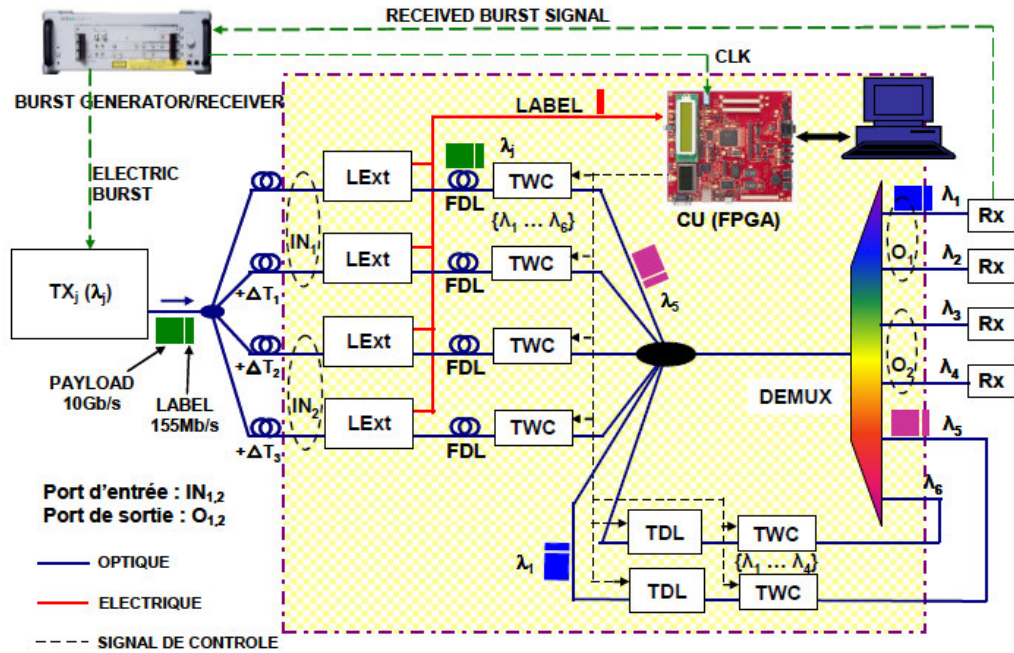 RECEIVED BURST SIGNAL
CLK
BURST GENERATOR/RECEIVER
LABEL
ELECTRIC
BURST
λj
LExt
FDL
TWC
CU (FPGA)
{λ1 ... λ6}
IN1
LExt
FDL
TWC
+ΔT1
TXj (λj)
λ5
LExt
FDL
TWC
+ΔT2
PAYLOAD
10Gb/s
LABEL
155Mb/s
IN2
LExt
FDL
TWC
+ΔT3
DEMUX
λ1
Rx
O1
λ2
Rx
λ3
Rx
O2
λ4
Rx
λ5
λ6
Port d'entrée : IN1,2
Port de sortie : O1,2
TDL
TWC
{λ1 ... λ4}
λ1
TDL
TWC
OPTIQUE
ELECTRIQUE
SIGNAL DE CONTROLE